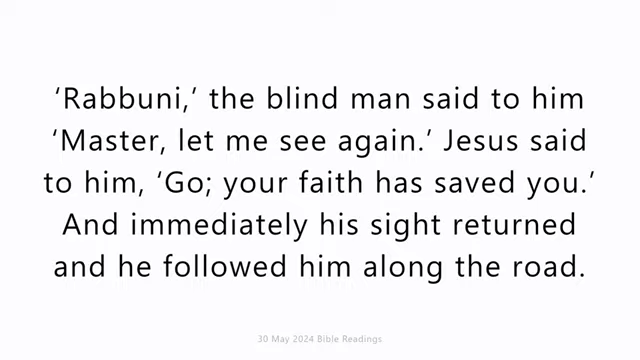 ‘Rabbuni,’ the blind man said to him
‘Master, let me see again.’ Jesus said
to him, ‘Go; your faith has saved you.’
And immediately his sight returned
and he followed him along the road.
30 May 2024 Bible Readings